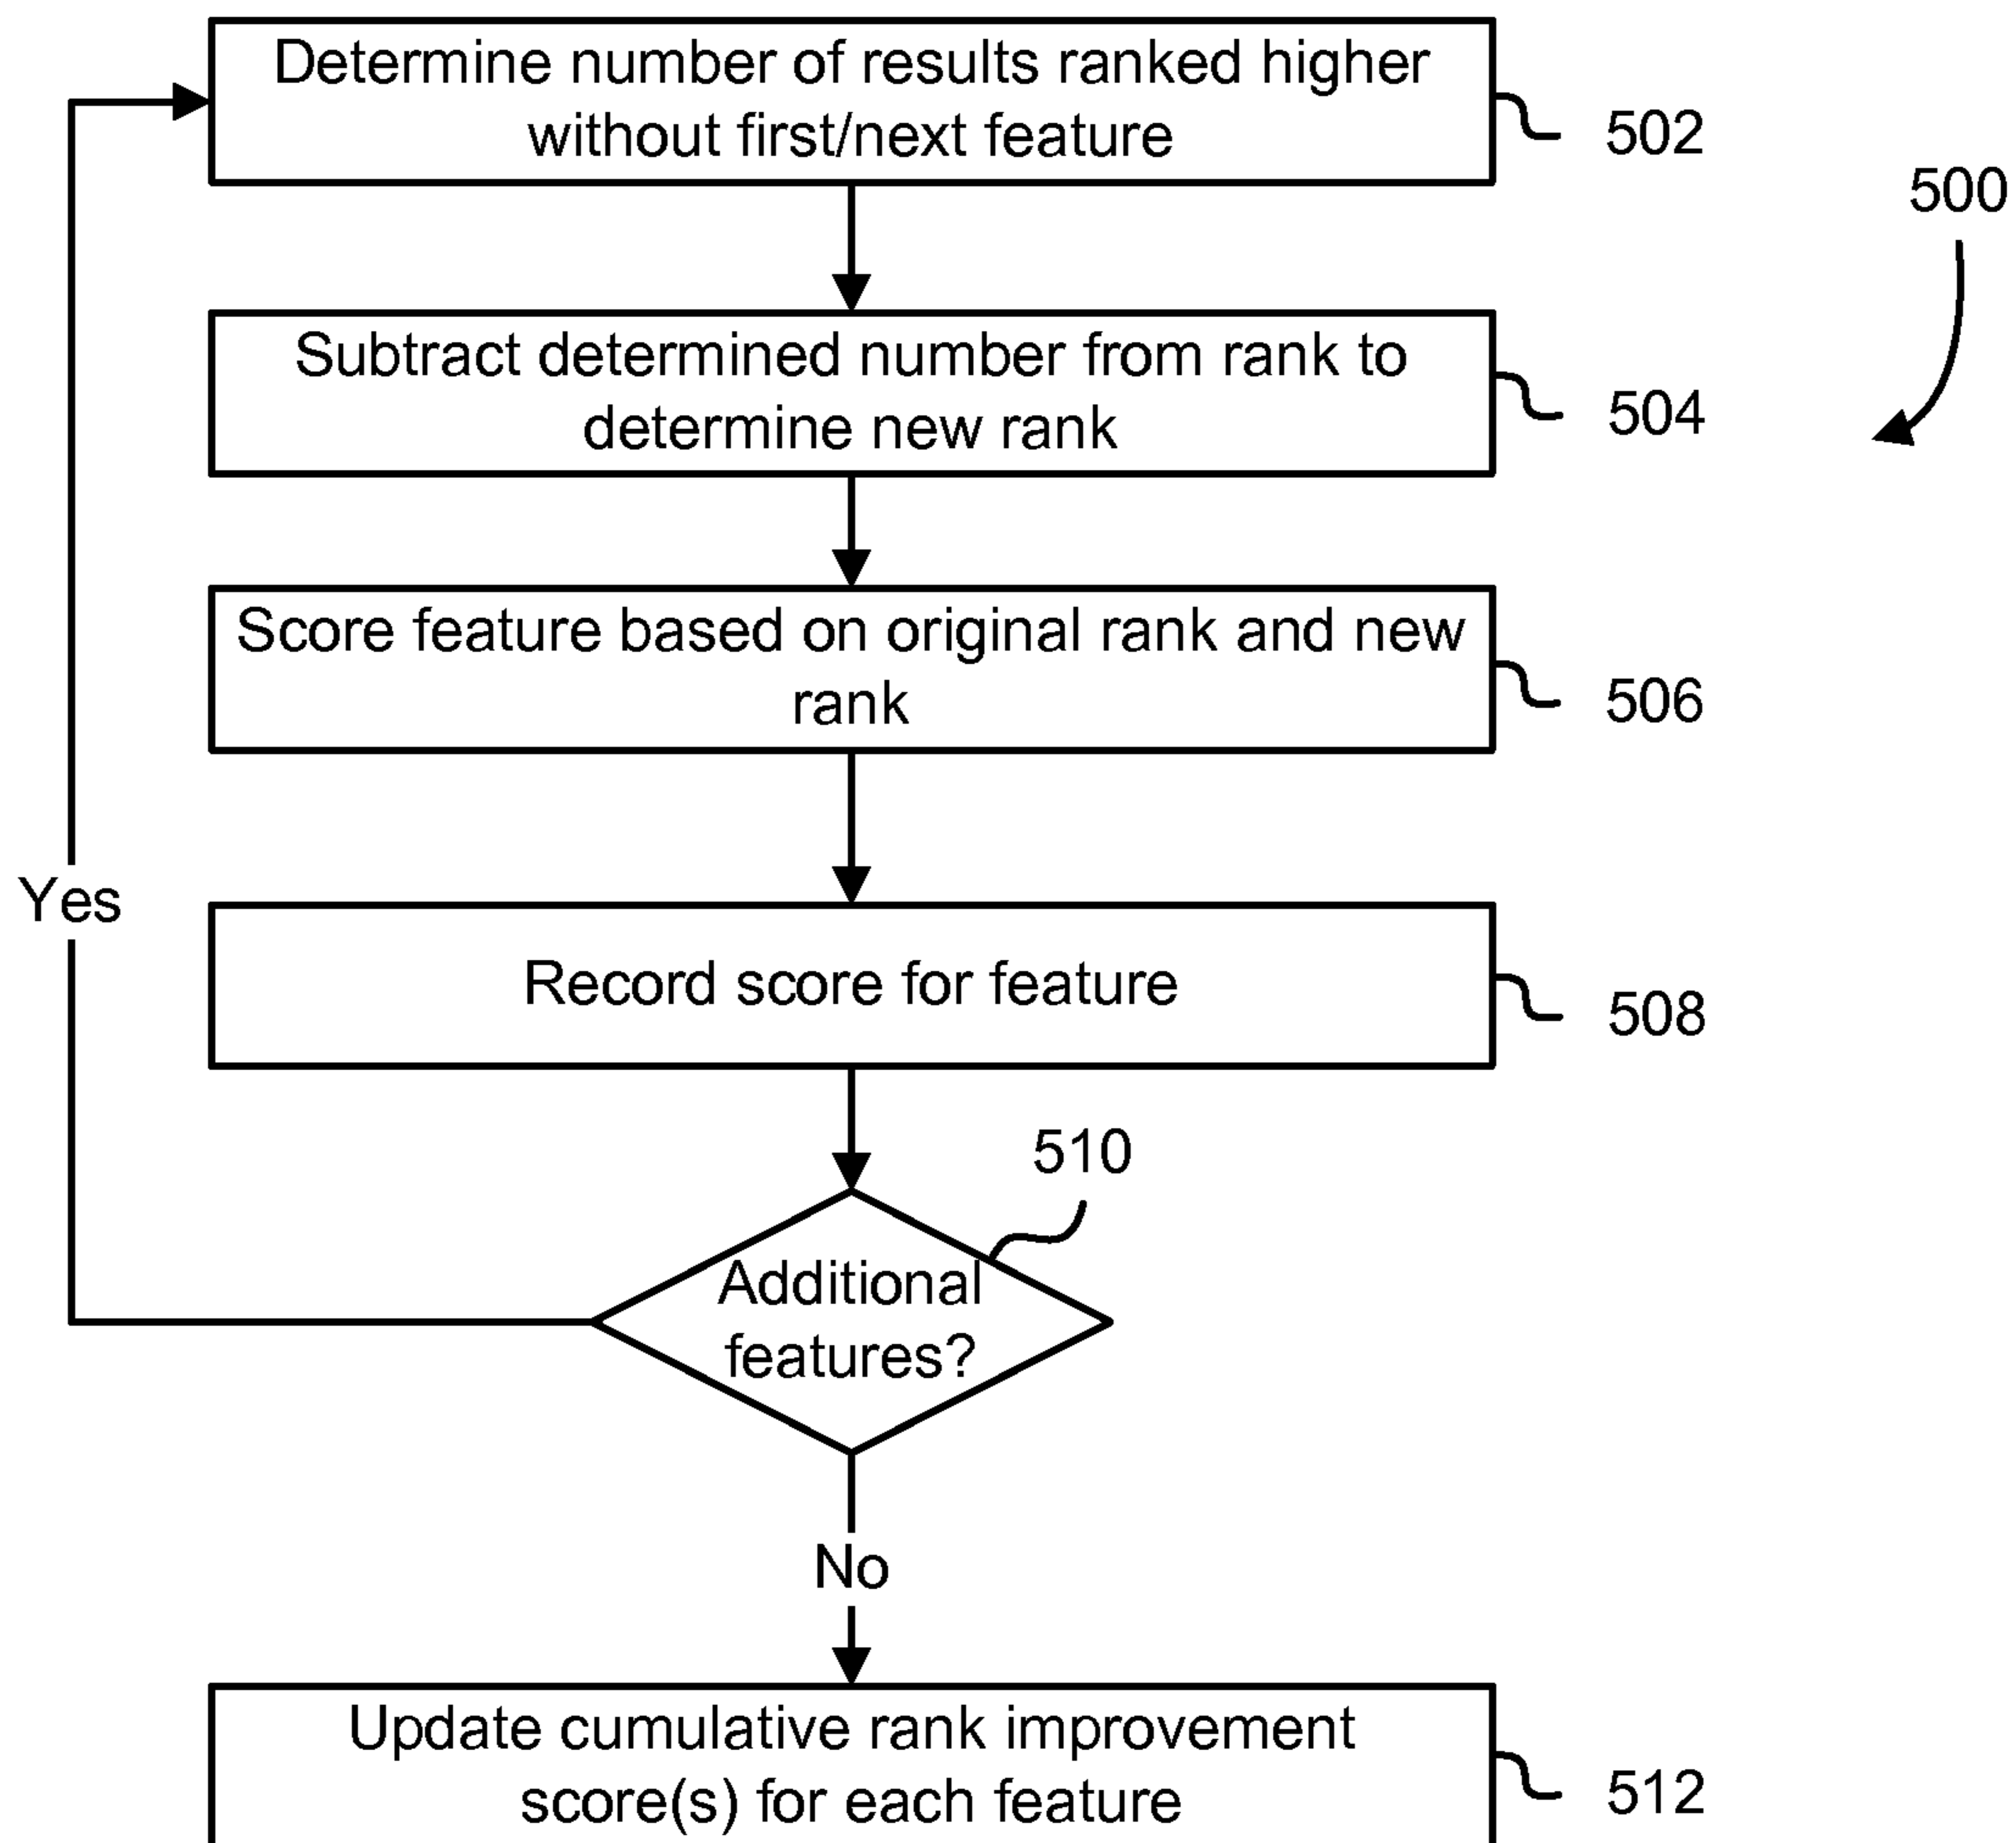 Determine number of results ranked higher
without first/next feature
502
500
Subtract determined number from rank to
determine new rank
504
Score feature based on original rank and new
rank
506
Yes
Record score for feature
508
510
Additional
features?
No
Update cumulative rank improvement
score(s) for each feature
512